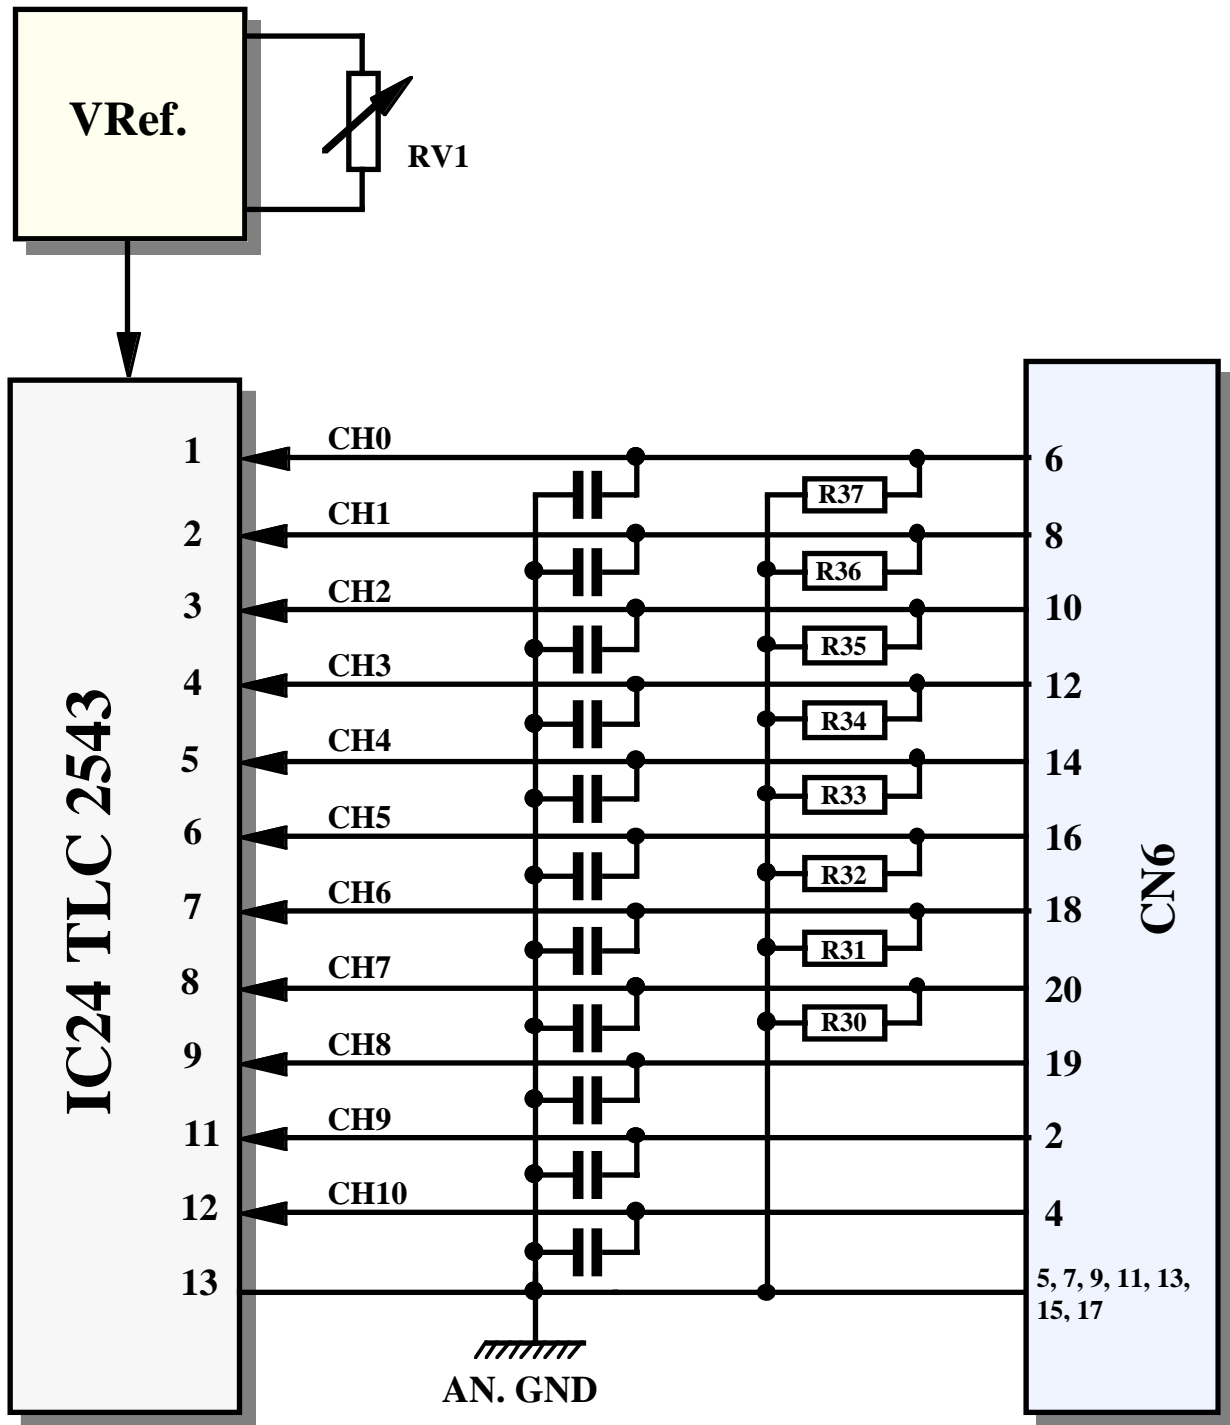 VRef.
RV1
IC24 TLC 2543
CN6
1
CH0
6
R37
2
CH1
8
R36
3
CH2
10
R35
4
CH3
12
R34
5
CH4
14
R33
6
CH5
16
R32
7
CH6
18
R31
8
CH7
20
R30
9
CH8
19
11
CH9
2
12
CH10
4
13
5, 7, 9, 11, 13,
15, 17
AN. GND